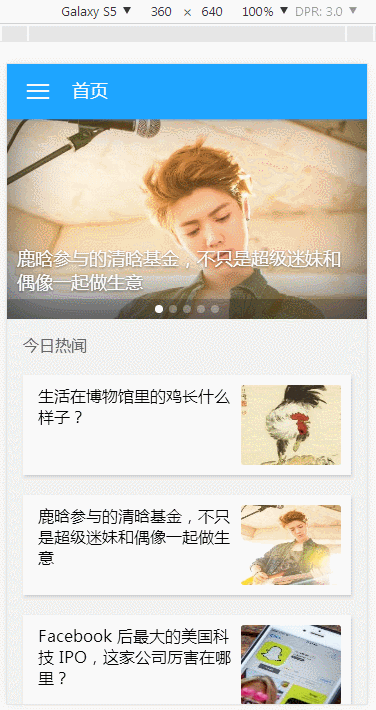 Galaxy S5 ▼ 360 × 640 100% ▼ DPR: 3.0 ▼
首页
鹿晗参与的清晗基金，不只是超级迷妹和
偶像一起做生意
今日热闻
生活在博物馆里的鸡长什么
样子？
鹿晗参与的清晗基金，不只
是超级迷妹和偶像一起做生
意
Facebook 后最大的美国科
技 IPO，这家公司厉害在哪
里？